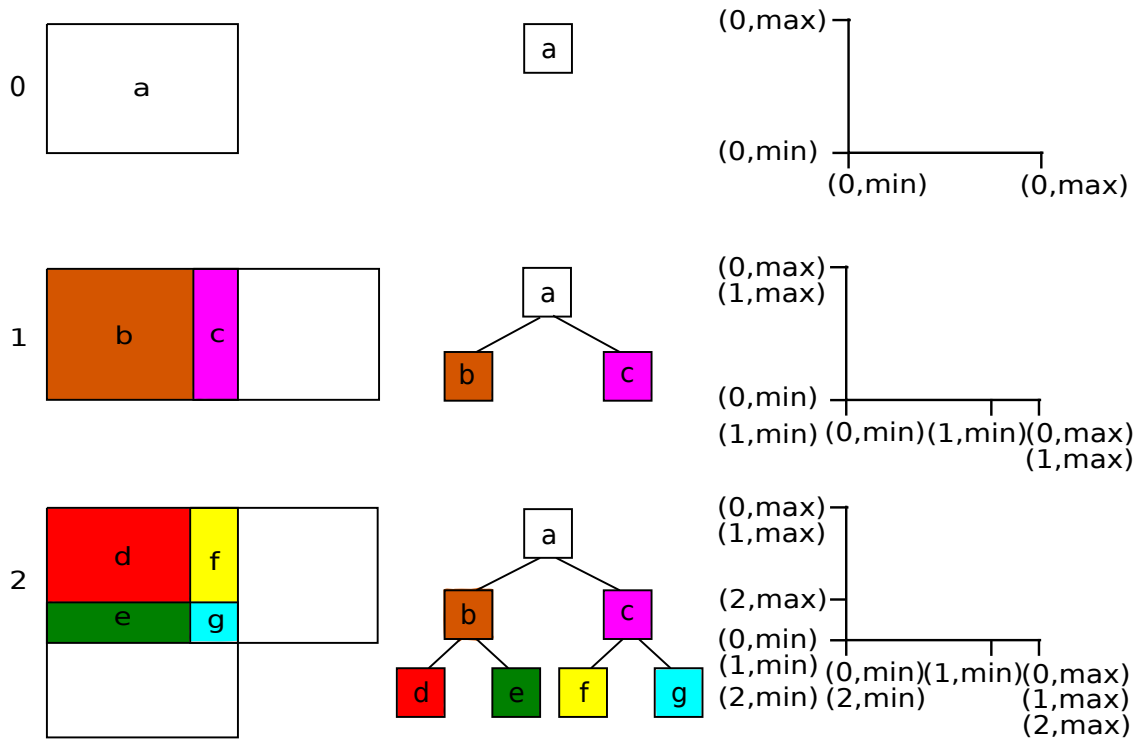 0
a
a
(0,max)
(0,min)
(0,min) (0,max)
1
b c
a
b c
(0,max)
(1,max)
(0,min)
(1,min) (0,min) (1,min) (0,max)
(1,max)
2
d f
e g
a
b c
d e f g
(0,max)
(1,max)
(2,max)
(0,min)
(1,min) (0,min) (1,min) (0,max)
(2,min) (2,min) (1,max)
(2,max)